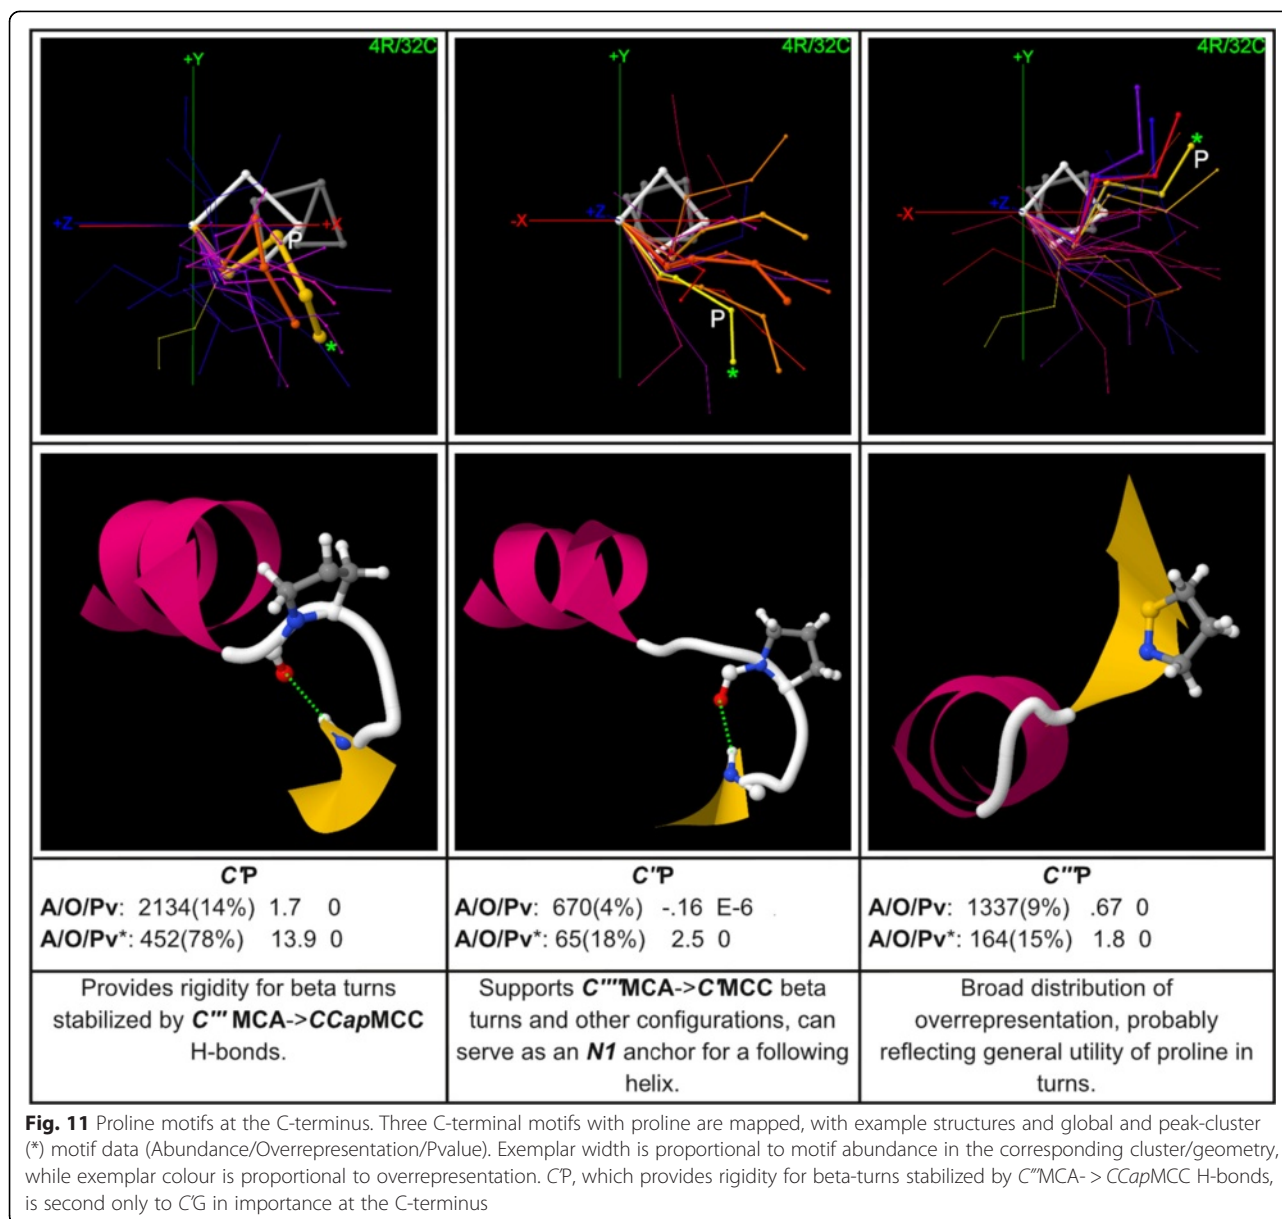 4R/32C
+Y
+Z
+X
P
*
4R/32C
+Y
-X
+Z
P
*
4R/32C
+Y
-X
+Z
P
*
C'P
A/O/Pv: 2134(14%) 1.7 0
A/O/Pv*: 452(78%) 13.9 0
C''P
A/O/Pv: 670(4%) -.16 E-6
A/O/Pv*: 65(18%) 2.5 0
C'''P
A/O/Pv: 1337(9%) .67 0
A/O/Pv*: 164(15%) 1.8 0
Provides rigidity for beta turns
stabilized by C''' MCA->CCapMCC
H-bonds.
Supports C''''MCA->C'MCC beta
turns and other configurations, can
serve as an N1 anchor for a following
helix.
Broad distribution of
overrepresentation, probably
reflecting general utility of proline in
turns.
Fig. 11 Proline motifs at the C-terminus. Three C-terminal motifs with proline are mapped, with example structures and global and peak-cluster
(*) motif data (Abundance/Overrepresentation/Pvalue). Exemplar width is proportional to motif abundance in the corresponding cluster/geometry,
while exemplar colour is proportional to overrepresentation. C'P, which provides rigidity for beta-turns stabilized by C'''MCA- > CCapMCC H-bonds,
is second only to C'G in importance at the C-terminus